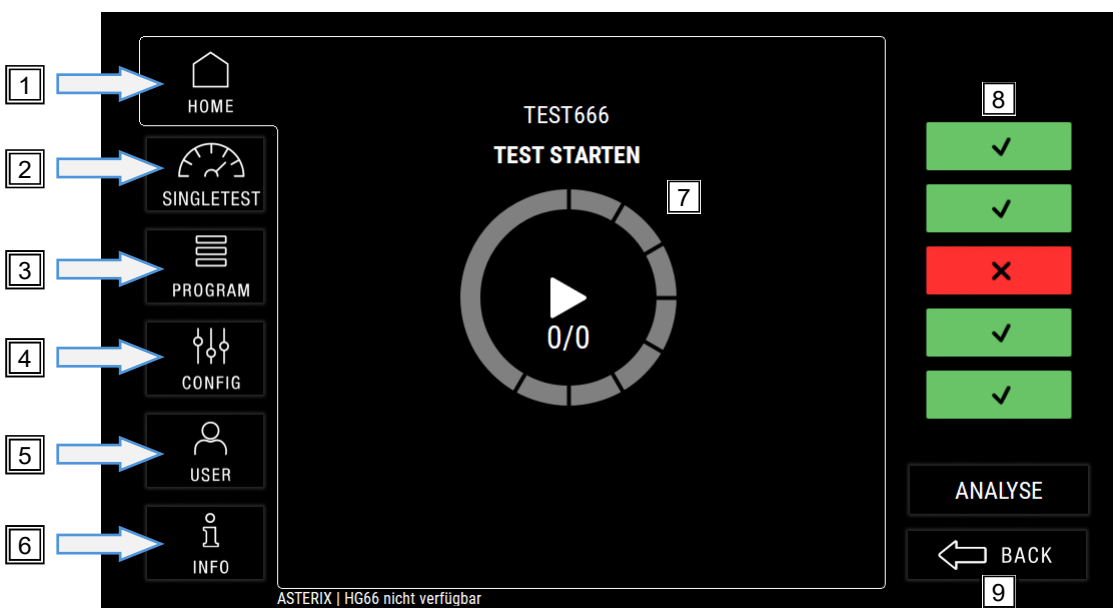 1
HOME
2
SINGLETEST
3
PROGRAM
4
CONFIG
5
USER
6
INFO
TEST666
TEST STARTEN
7
0/0
8
ANALYSE
BACK
9
ASTERIX | HG66 nicht verfügbar